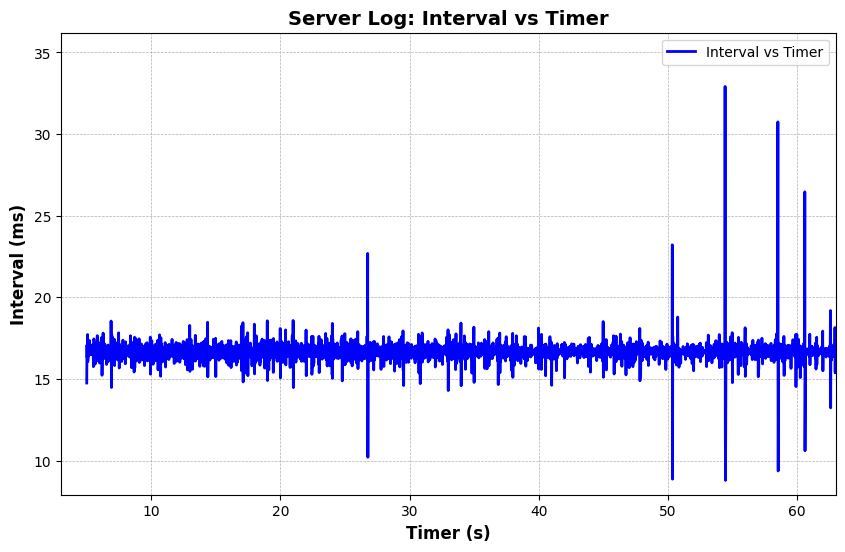 Server Log: Interval vs Timer
Interval vs Timer
35
30
25
20
15
10
Interval (ms)
10 20 30 40 50 60
Timer (s)